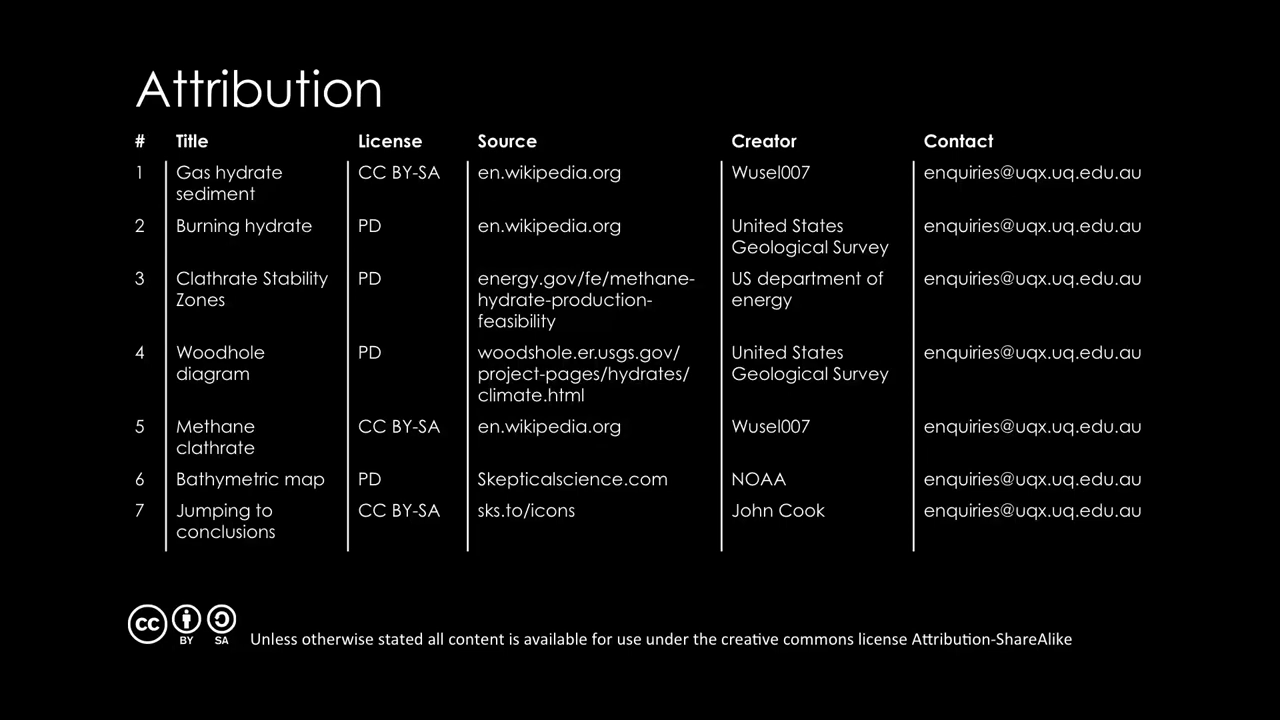 Attribution
# Title License Source Creator Contact
1 Gas hydrate sediment CC BY-SA en.wikipedia.org Wusel007 enquiries@uqx.uq.edu.au
2 Burning hydrate PD en.wikipedia.org United States Geological Survey enquiries@uqx.uq.edu.au
3 Clathrate Stability Zones PD energy.gov/fe/methane-hydrate-production-feasibility US department of energy enquiries@uqx.uq.edu.au
4 Woodhole diagram PD woodshole.er.usgs.gov/project-pages/hydrates/climate.html United States Geological Survey enquiries@uqx.uq.edu.au
5 Methane clathrate CC BY-SA en.wikipedia.org Wusel007 enquiries@uqx.uq.edu.au
6 Bathymetric map PD Skepticalscience.com NOAA enquiries@uqx.uq.edu.au
7 Jumping to conclusions CC BY-SA sks.to/icons John Cook enquiries@uqx.uq.edu.au
cc BY SA Unless otherwise stated all content is available for use under the creative commons license Attribution-ShareAlike